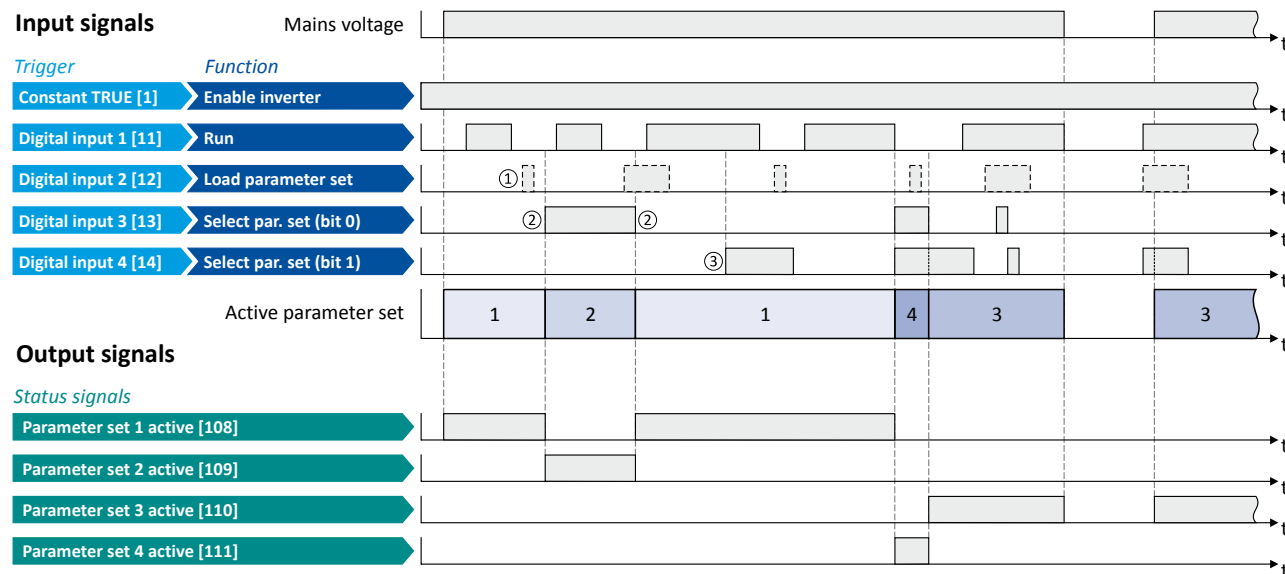 Input signals
Mains voltage
t
Trigger Function
Constant TRUE [1] Enable inverter
t
Digital input 1 [11] Run
t
Digital input 2 [12] Load parameter set
①
t
Digital input 3 [13] Select par. set (bit 0)
② ②
t
Digital input 4 [14] Select par. set (bit 1)
③
t
Active parameter set
1 2 1 4 3 3
t
Output signals
Status signals
Parameter set 1 active [108]
t
Parameter set 2 active [109]
t
Parameter set 3 active [110]
t
Parameter set 4 active [111]
t